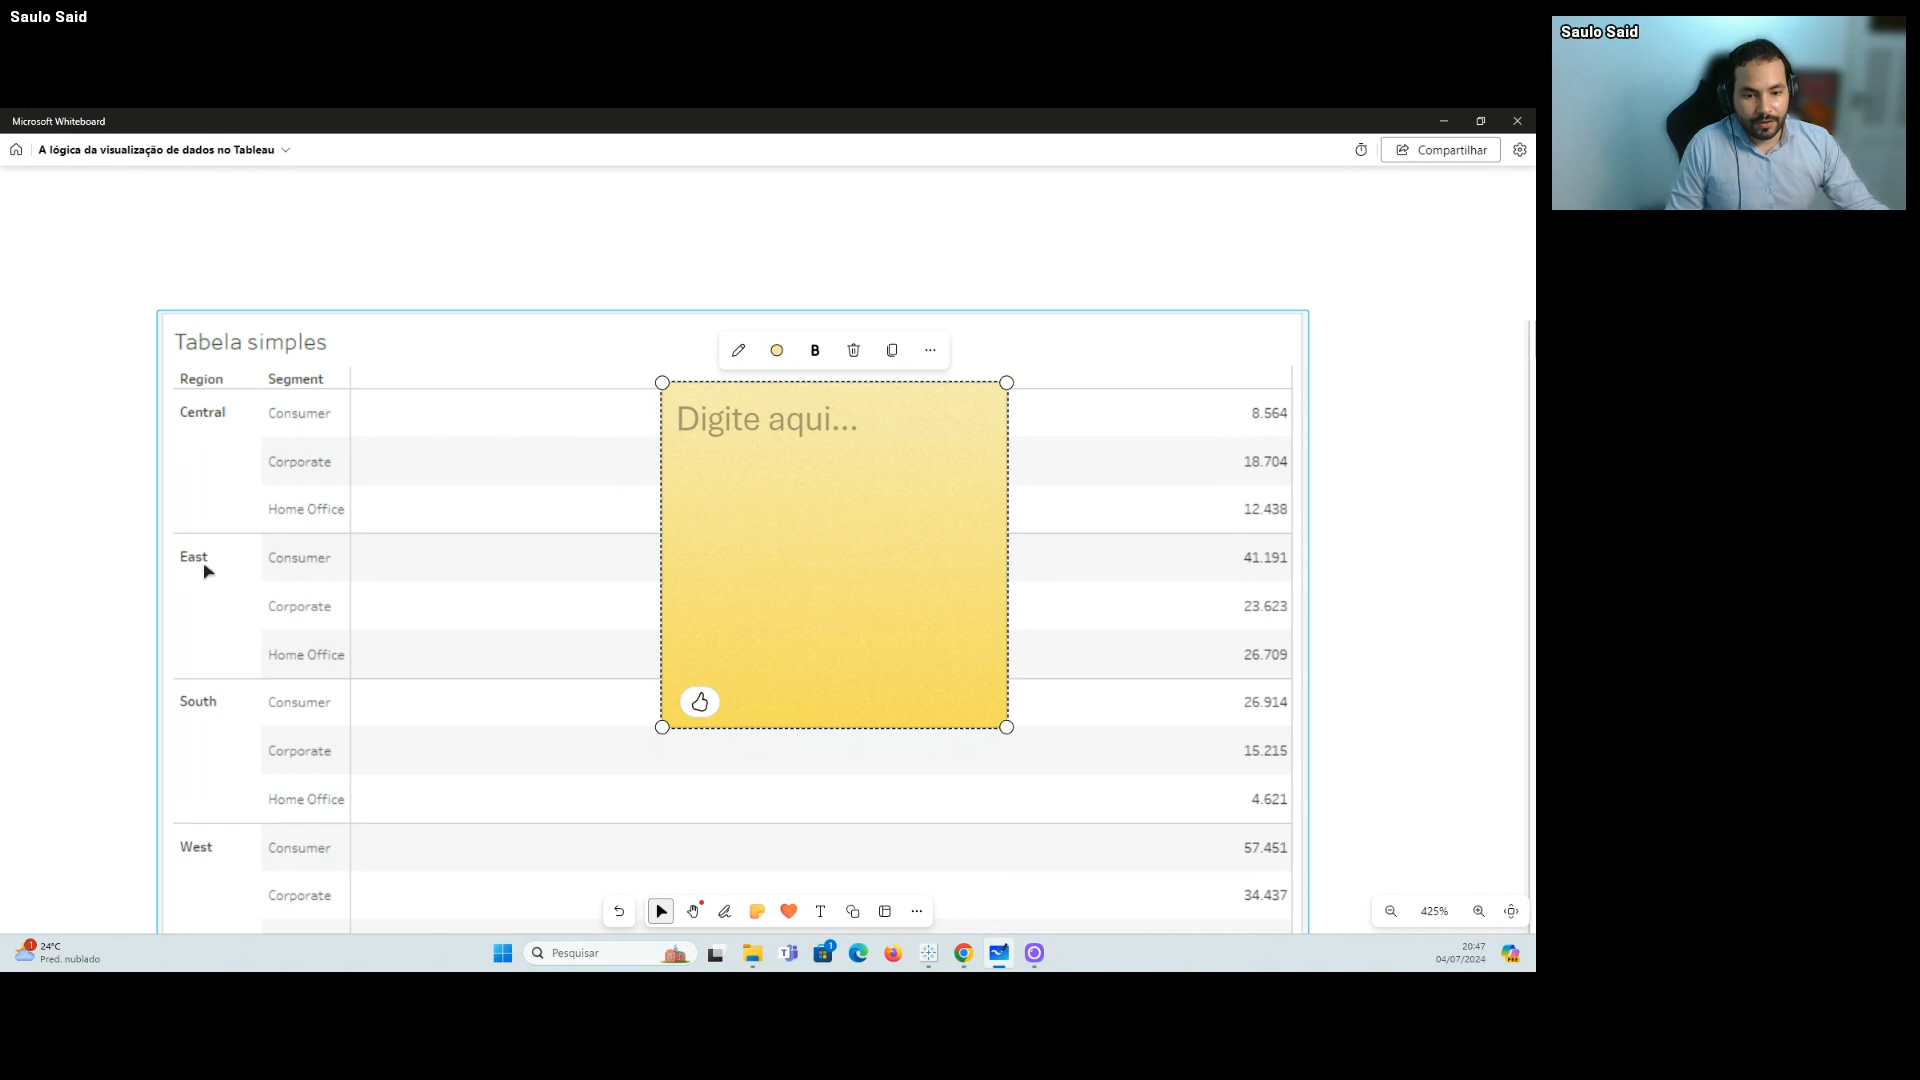 Saulo Said
Saulo Said
Microsoft Whiteboard
A lógica da visualização de dados no Tableau
Compartilhar
Tabela simples
Region Segment
Central Consumer 8.564
Corporate 18.704
Home Office 12.438
East Consumer 41.191
Corporate 23.623
Home Office 26.709
South Consumer 26.914
Corporate 15.215
Home Office 4.621
West Consumer 57.451
Corporate 34.437
Digite aqui...
B
T
425%
1
24°C
Pred. nublado
Pesquisar
1
20:47
04/07/2024
PRE